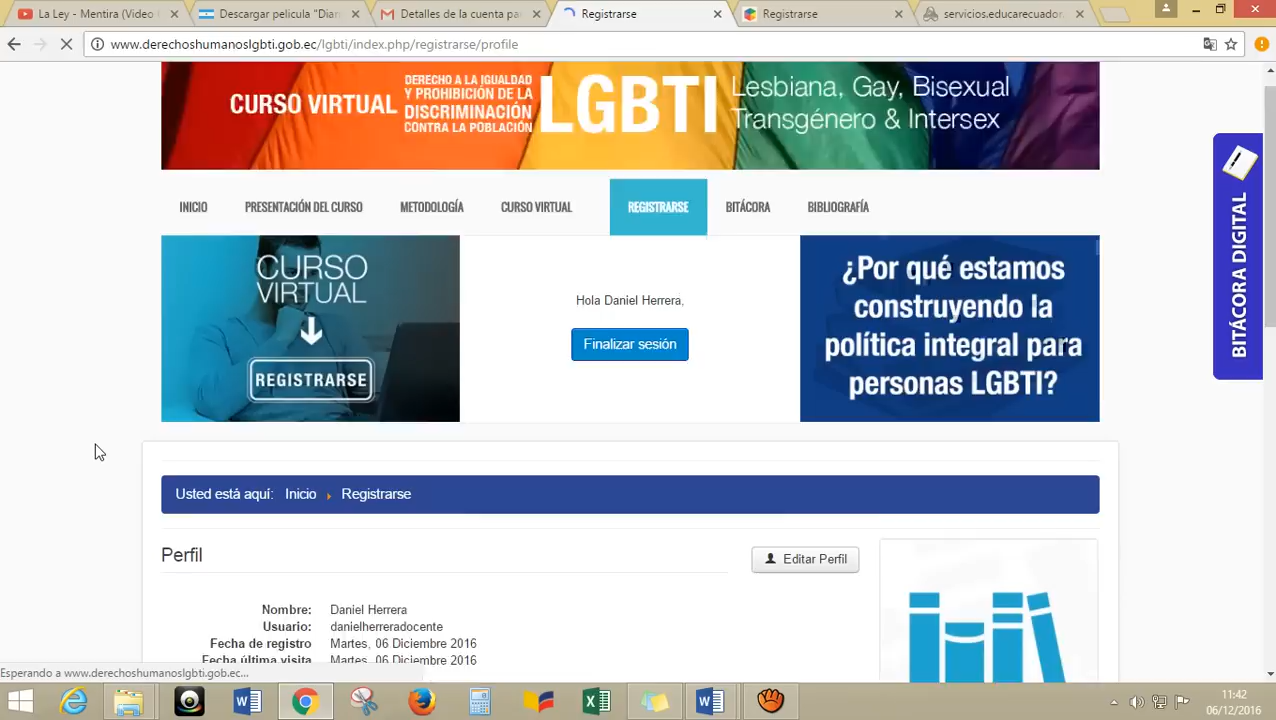 La Ley - Mentira (Video
Descargar pelicula "Dian
Detalles de la cuenta pa
Registrarse
Registrarse
servicios.educarecuador.
www.derechoshumanoslgbti.gob.ec/lgbti/index.php/registrarse/profile
CURSO VIRTUAL
DERECHO A LA IGUALDAD
Y PROHIBICIÓN DE LA
DISCRIMINACIÓN
CONTRA LA POBLACIÓN
LGBTI
Lesbiana, Gay, Bisexual
Transgénero & Intersex
INICIO
PRESENTACIÓN DEL CURSO
METODOLOGÍA
CURSO VIRTUAL
REGISTRARSE
BITÁCORA
BIBLIOGRAFÍA
CURSO
VIRTUAL
REGISTRARSE
Hola Daniel Herrera,
Finalizar sesión
¿Por qué estamos
construyendo la
política integral para
personas LGBTI?
BITÁCORA DIGITAL
Usted está aquí: Inicio Registrarse
Perfil
Editar Perfil
Nombre: Daniel Herrera
Usuario: danielherreradocente
Fecha de registro Martes, 06 Diciembre 2016
Fecha última visita Martes, 06 Diciembre 2016
Esperando a www.derechoshumanoslgbti.gob.ec...
11:42
06/12/2016